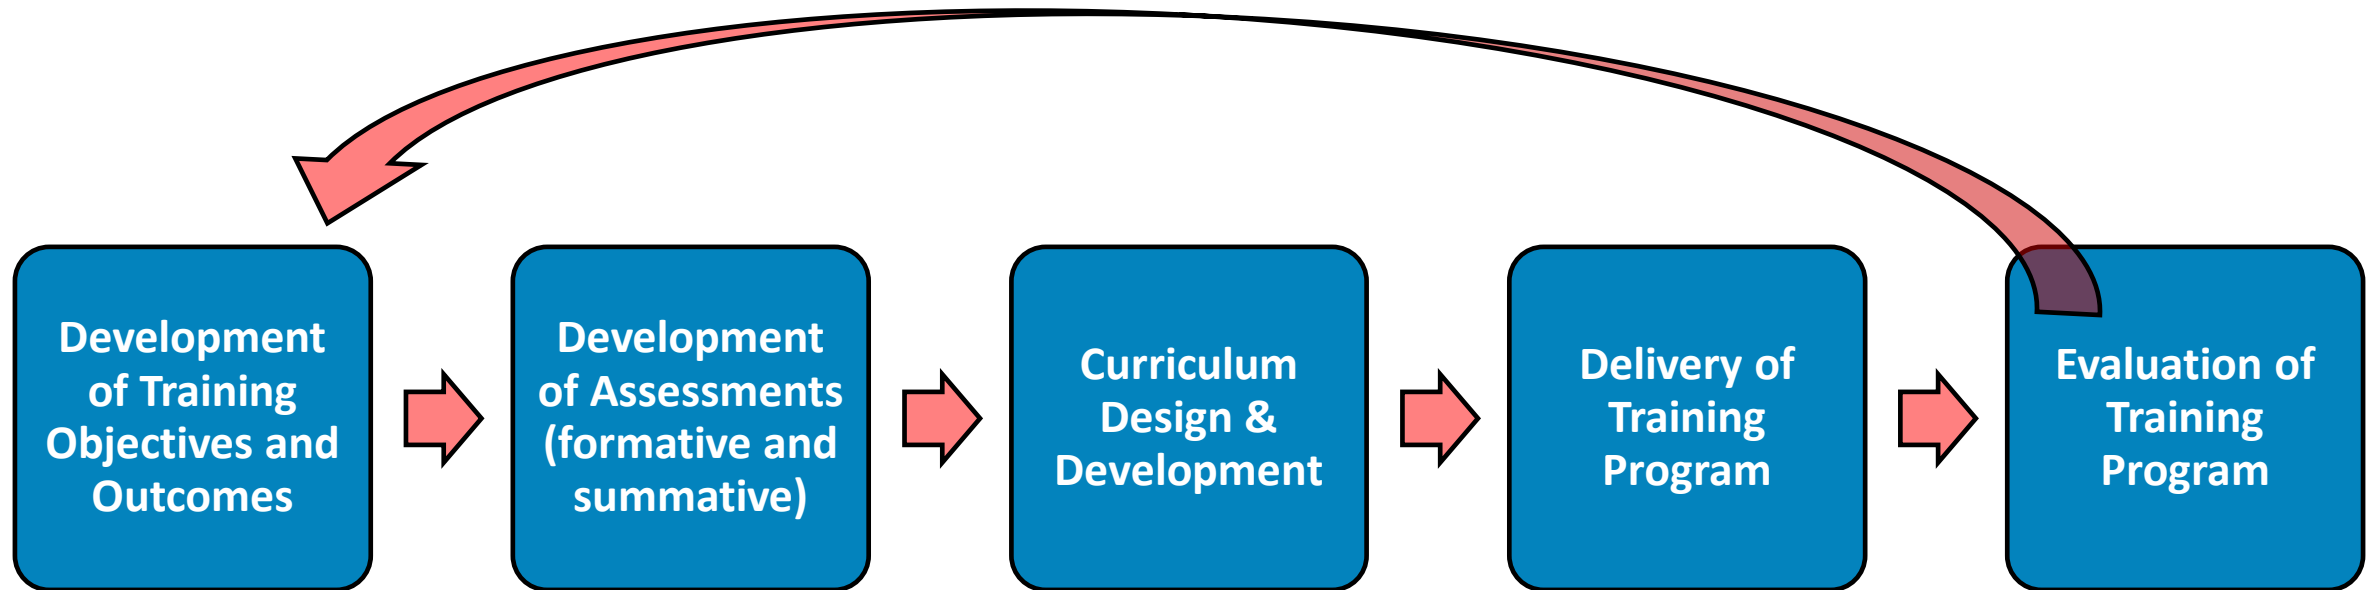 Development
of Training
Objectives and
Outcomes
Development
of Assessments
(formative and
summative)
Curriculum
Design &
Development
Delivery of
Training
Program
Evaluation of
Training
Program